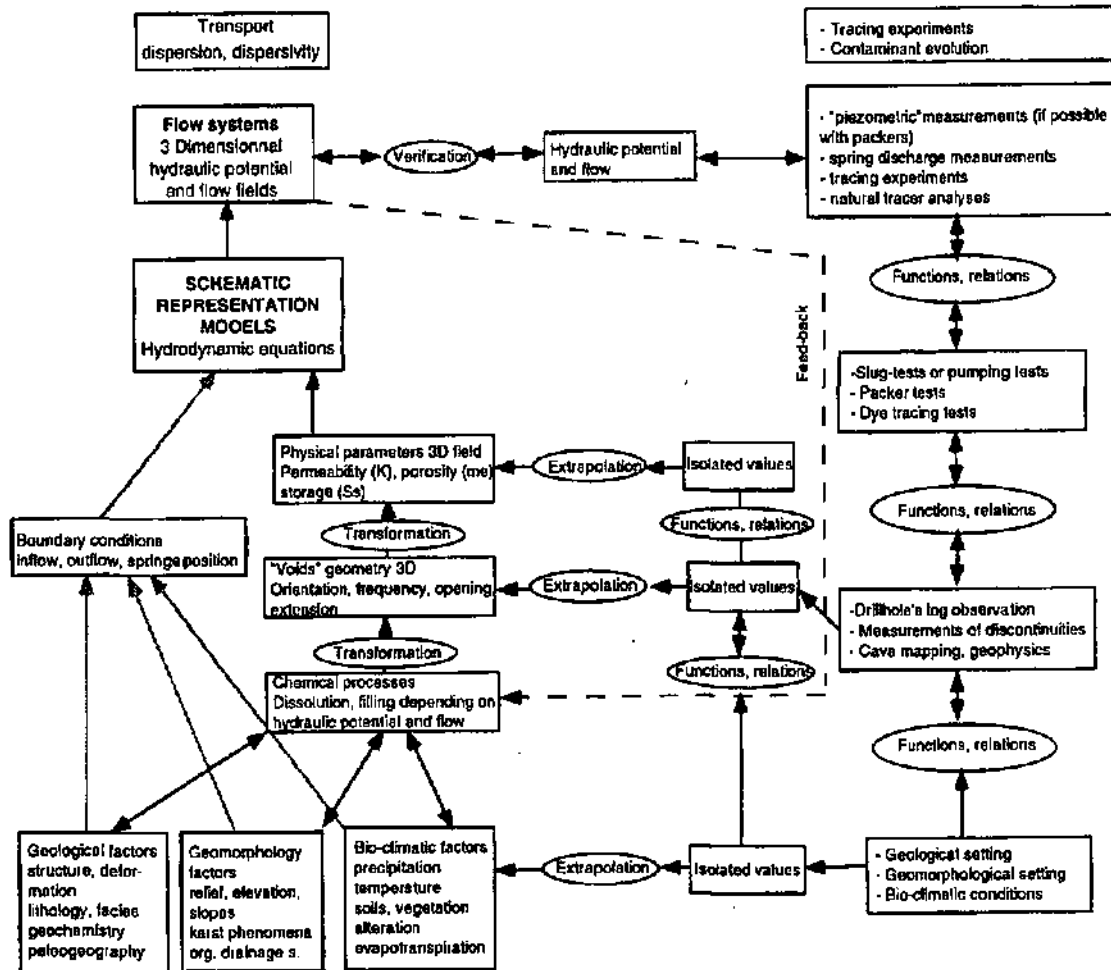 Transport
dispersion, dispersivity
- Tracing experiments
- Contaminant evolution
Flow systems
3 Dimensionnal
hydraulic potential
and flow fields
Verification
Hydraulic potential
and flow
- "piezometric"measurements (if possible
with packers)
- spring discharge measurements
- tracing experiments
- natural tracer analyses
Functions, relations
SCHEMATIC
REPRESENTATION
MODELS
Hydrodynamic equations
Feed-back
-Slug-tests or pumping tests
- Packer tests
- Dye tracing tests
Physical parameters 3D field
Permeability (K), porosity (me)
storage (Ss)
Extrapolation
Isolated values
Functions, relations
Transformation
Functions, relations
Boundary conditions
inflow, outflow, springs position
"Voids" geometry 3D
Orientation, frequency, opening,
extension
Extrapolation
Isolated values
-Drillhole's log observation
- Measurements of discontinuities
- Cave mapping, geophysics
Transformation
Functions, relations
Chemical processes
Dissolution, filling depending on
hydraulic potential and flow
Functions, relations
Geological factors
structure, defor-
mation
lithology, facies
geochemistry
paleogeography
Geomorphology
factors
relief, elevation,
slopes
karst phenomena
org. drainage s.
Bio-climatic factors
precipitation
temperature
soils, vegetation
alteration
evapotranspiration
Extrapolation
Isolated values
- Geological setting
- Geomorphological setting
- Bio-climatic conditions